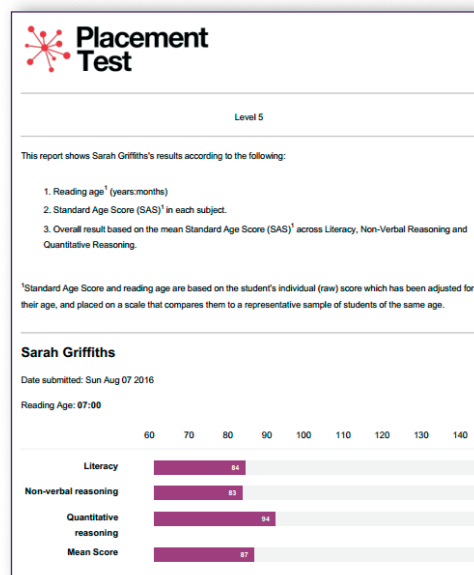 Placement
Test
Level 5
This report shows Sarah Griffiths's results according to the following:
1. Reading age¹ (years:months)
2. Standard Age Score (SAS)¹ in each subject.
3. Overall result based on the mean Standard Age Score (SAS)¹ across Literacy, Non-Verbal Reasoning and
Quantitative Reasoning.
¹Standard Age Score and reading age are based on the student's individual (raw) score which has been adjusted for
their age, and placed on a scale that compares them to a representative sample of students of the same age.
Sarah Griffiths
Date submitted: Sun Aug 07 2016
Reading Age: 07:00
60 70 80 90 100 110 120 130 140
Literacy 84
Non-verbal reasoning 83
Quantitative 94
reasoning
Mean Score 87